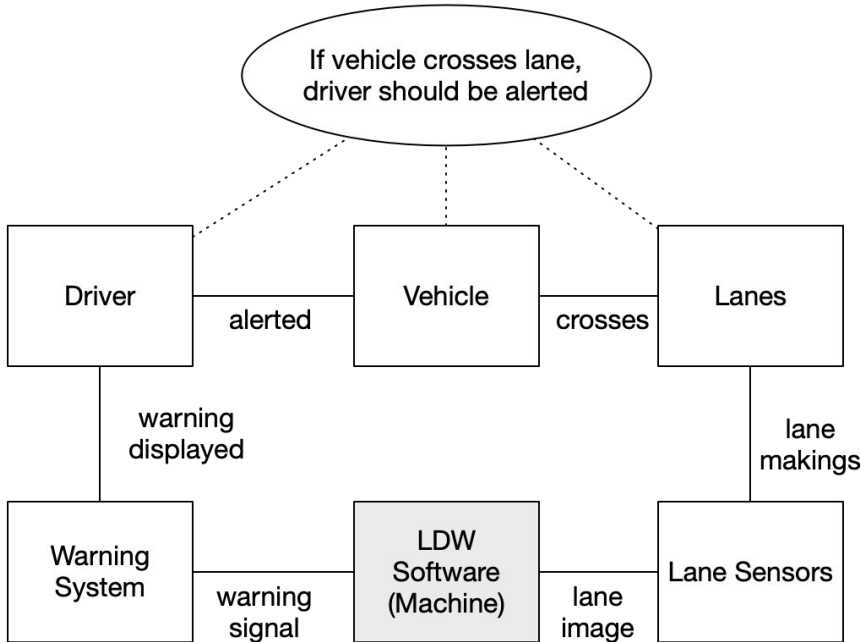 If vehicle crosses lane,
driver should be alerted
Driver
Vehicle
Lanes
alerted
crosses
warning
displayed
lane
makings
Warning
System
LDW
Software
(Machine)
Lane Sensors
warning
signal
lane
image